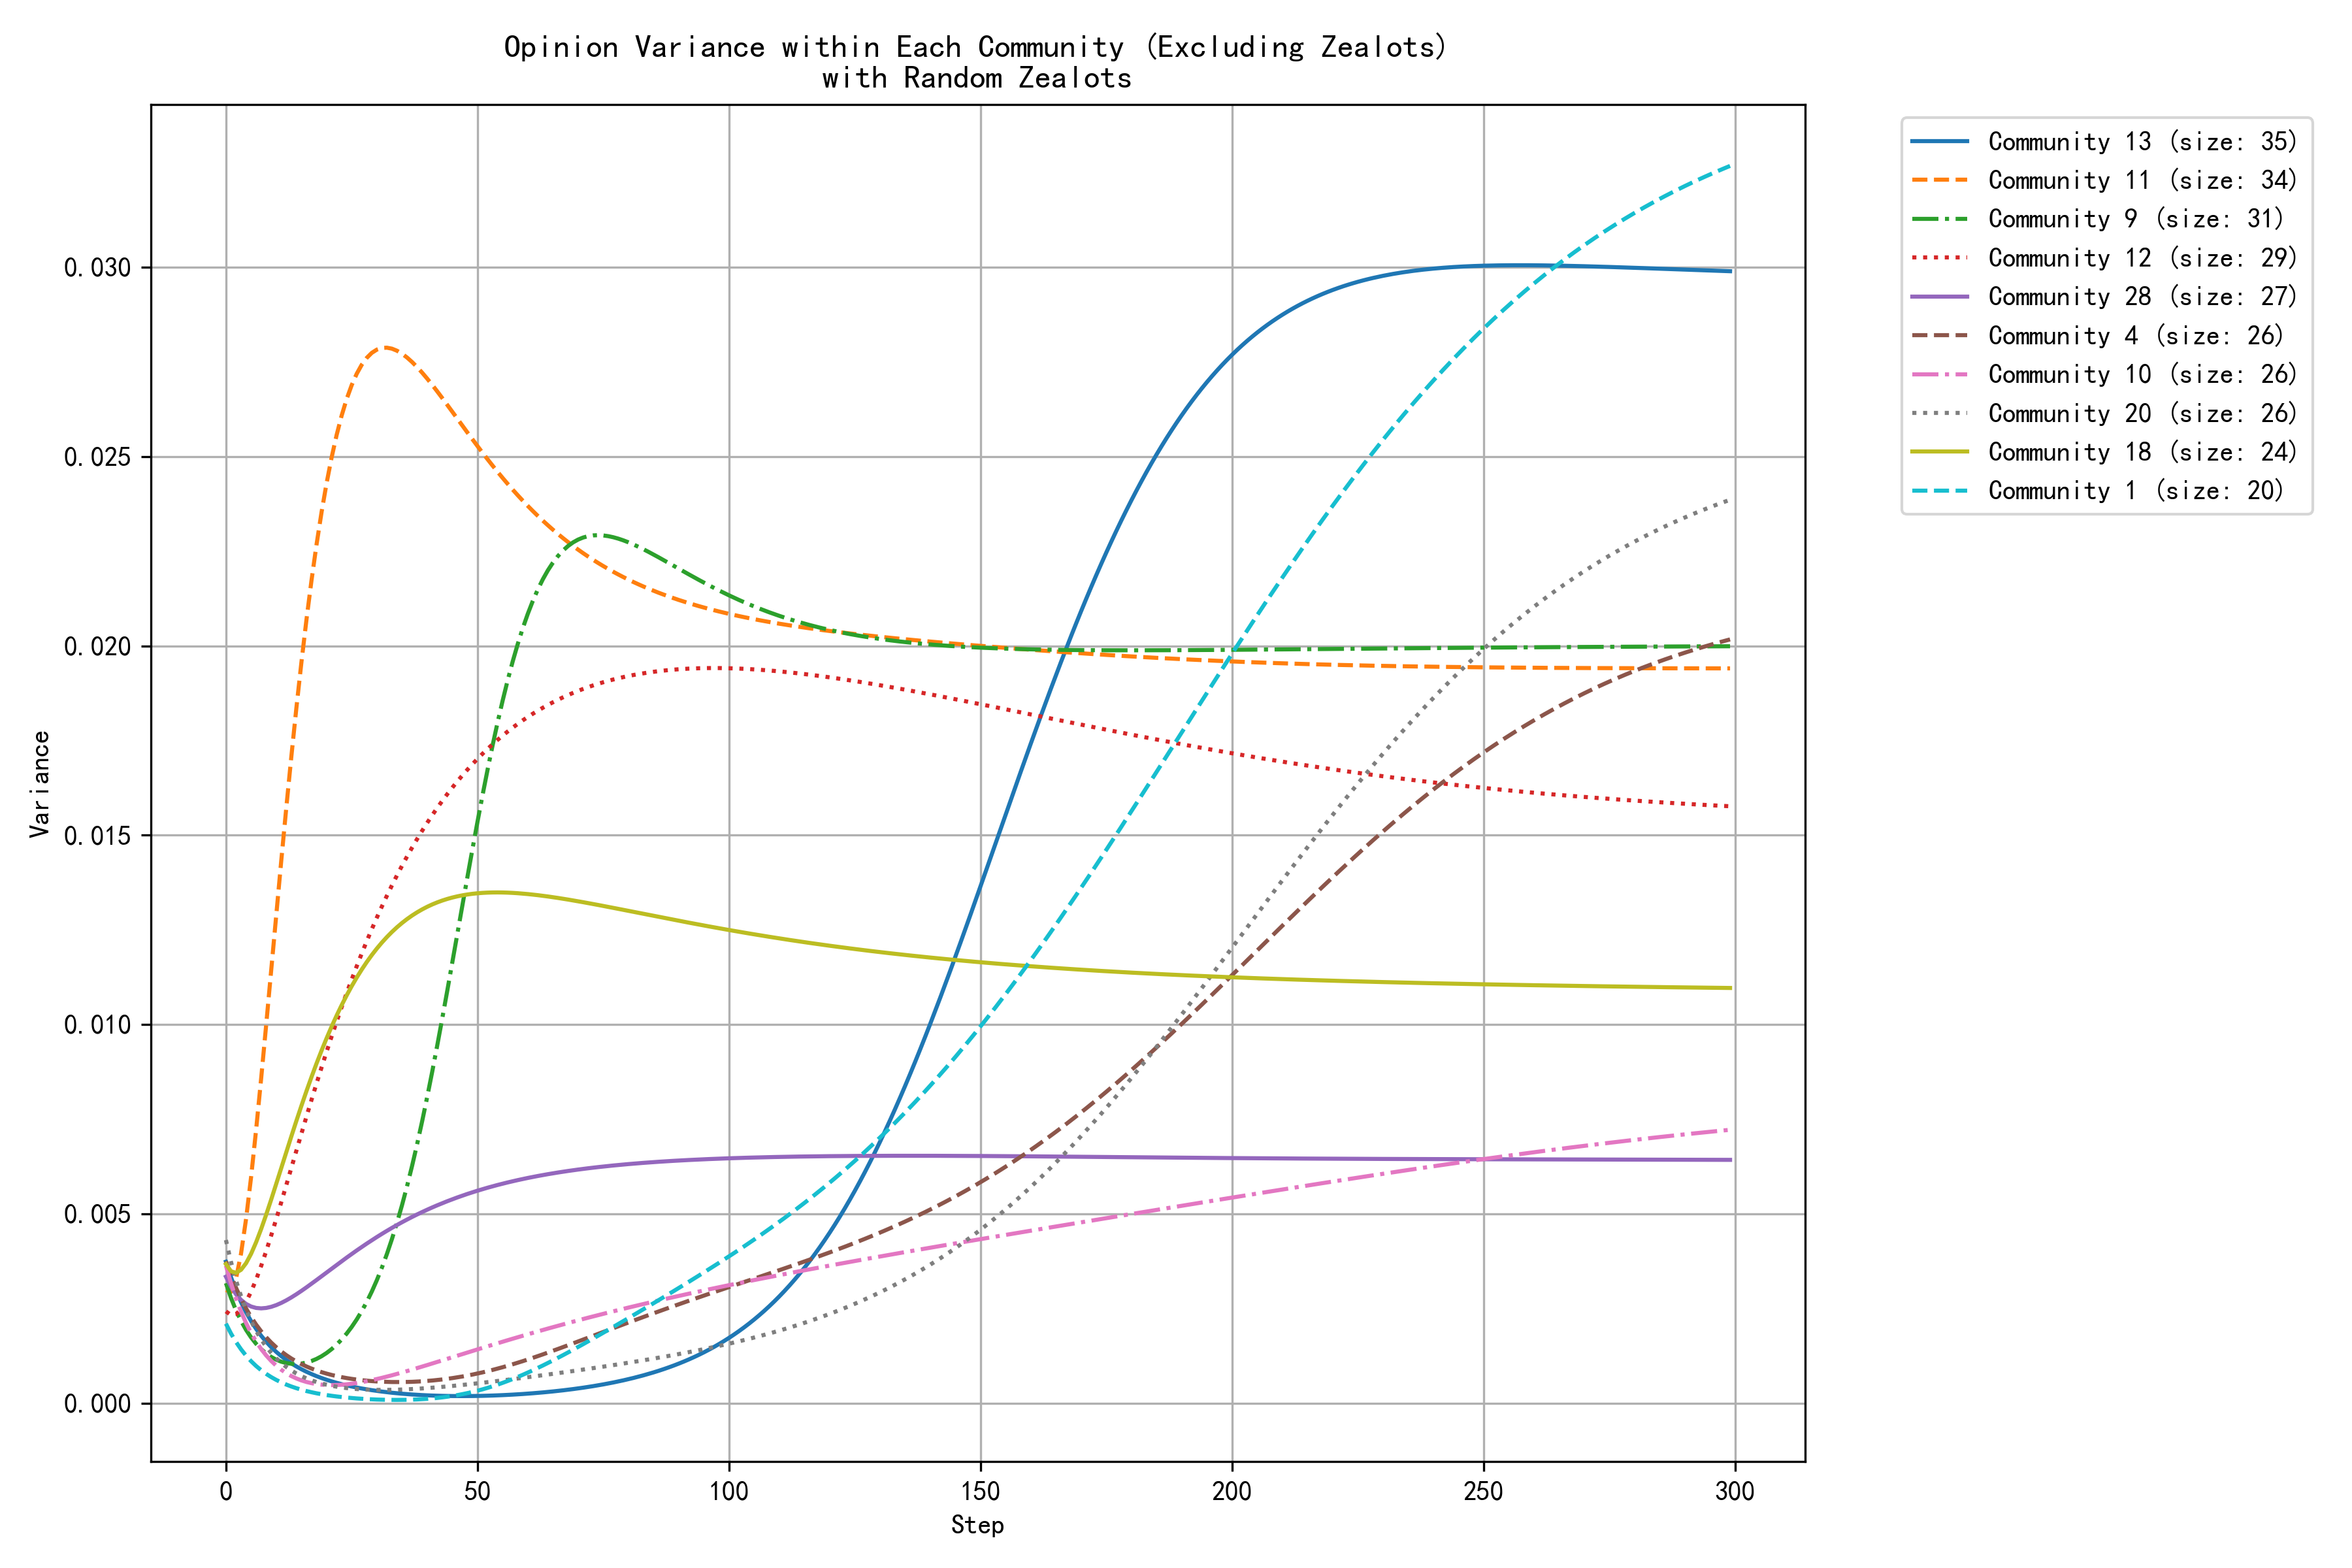 Opinion Variance within Each Community (Excluding Zealots)
with Random Zealots
Variance
0.030
0.025
0.020
0.015
0.010
0.005
0.000
0 50 100 150 200 250 300
Step
Community 13 (size: 35)
Community 11 (size: 34)
Community 9 (size: 31)
Community 12 (size: 29)
Community 28 (size: 27)
Community 4 (size: 26)
Community 10 (size: 26)
Community 20 (size: 26)
Community 18 (size: 24)
Community 1 (size: 20)